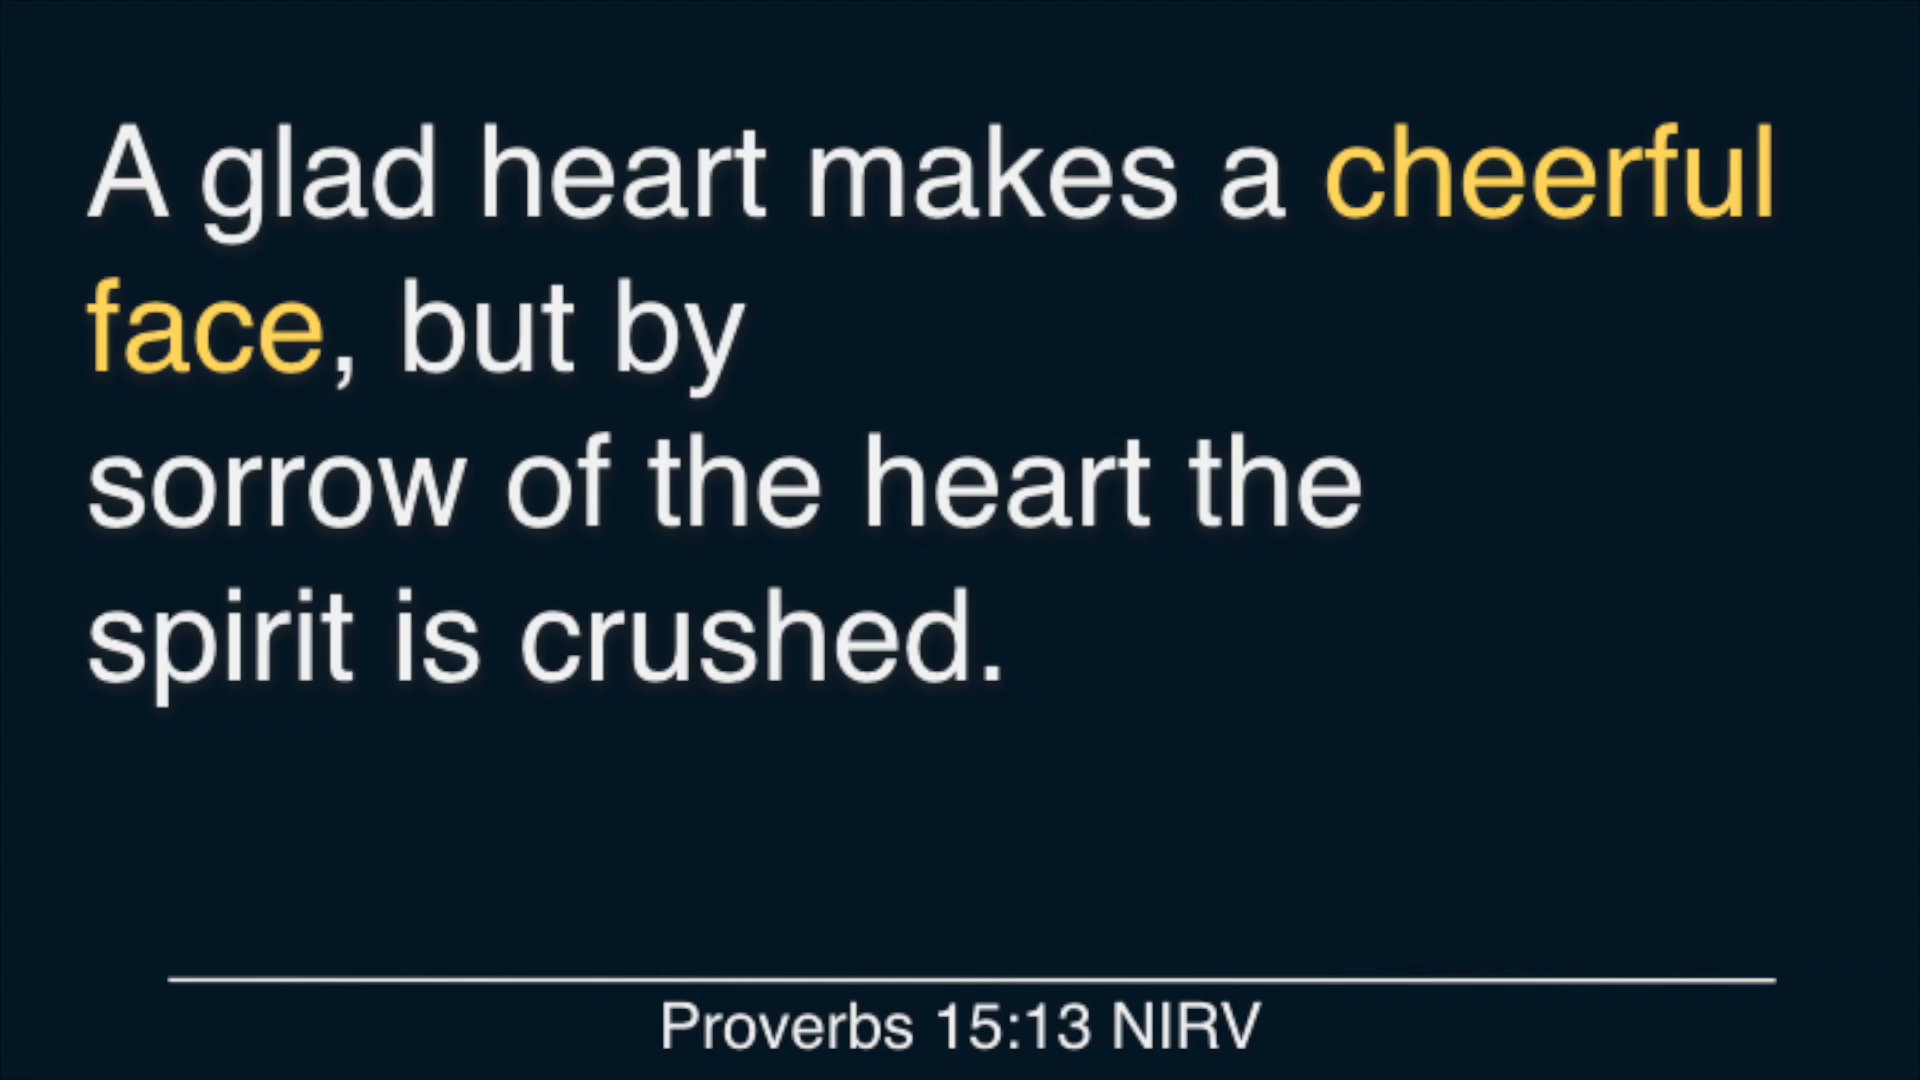 A glad heart makes a cheerful
face, but by
sorrow of the heart the
spirit is crushed.
Proverbs 15:13 NIRV